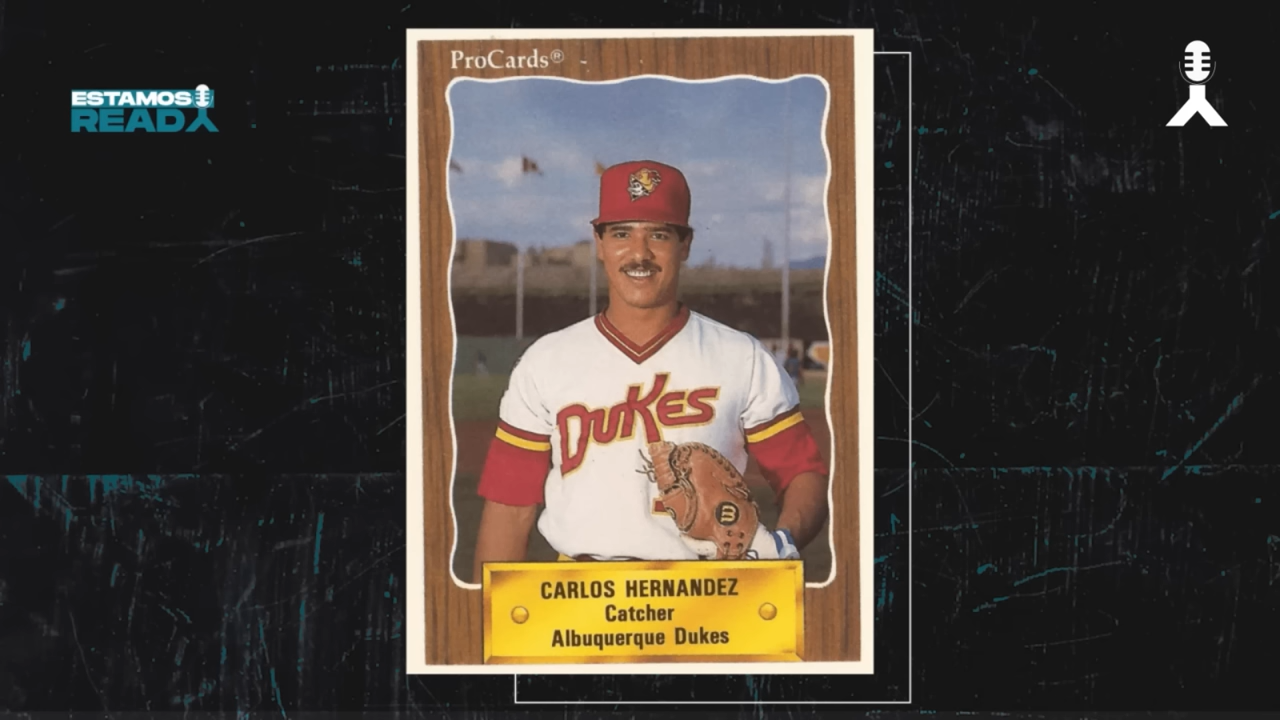 ProCards®
ESTAMOS
READY
DUKES
CARLOS HERNANDEZ
Catcher
Albuquerque Dukes